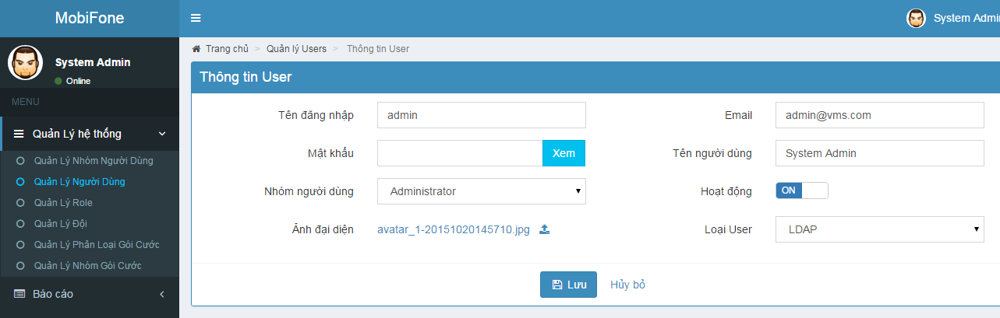 MobiFone
System Admin
System Admin
Online
MENU
Quản Lý hệ thống
Quản Lý Nhóm Người Dùng
Quản Lý Người Dùng
Quản Lý Role
Quản Lý Đội
Quản Lý Phân Loại Gói Cước
Quản Lý Nhóm Gói Cước
Báo cáo
Trang chủ > Quản lý Users > Thông tin User
Thông tin User
Tên đăng nhập admin Email admin@vms.com
Mật khẩu Xem Tên người dùng System Admin
Nhóm người dùng Administrator Hoạt động ON
Ảnh đại diện avatar_1-20151020145710.jpg Loại User LDAP
Lưu Hủy bỏ